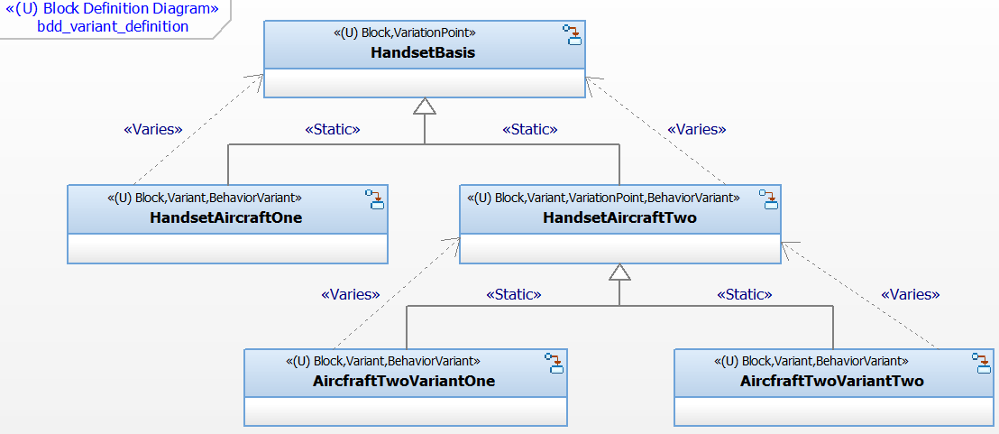 «(U) Block Definition Diagram»
bdd_variant_definition
«(U) Block,VariationPoint»
HandsetBasis
«Varies»
«Static»
«Static»
«Varies»
«(U) Block,Variant,BehaviorVariant»
HandsetAircraftOne
«(U) Block,Variant,VariationPoint,BehaviorVariant»
HandsetAircraftTwo
«Varies»
«Static»
«Static»
«Varies»
«(U) Block,Variant,BehaviorVariant»
AircfraftTwoVariantOne
«(U) Block,Variant,BehaviorVariant»
AircfraftTwoVariantTwo